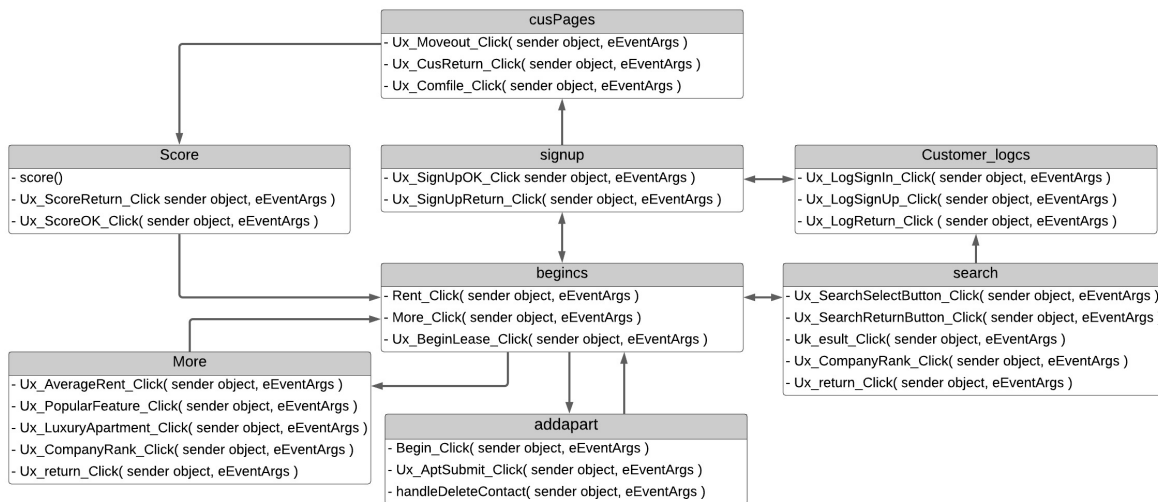 cusPages
- Ux_Moveout_Click( sender object, eEventArgs )
- Ux_CusReturn_Click( sender object, eEventArgs )
- Ux_Comfile_Click( sender object, eEventArgs )
Score
- score()
- Ux_ScoreReturn_Click sender object, eEventArgs )
- Ux_ScoreOK_Click( sender object, eEventArgs )
signup
- Ux_SignUpOK_Click sender object, eEventArgs )
- Ux_SignUpReturn_Click( sender object, eEventArgs )
Customer_logcs
- Ux_LogSignIn_Click( sender object, eEventArgs )
- Ux_LogSignUp_Click( sender object, eEventArgs )
- Ux_LogReturn_Click ( sender object, eEventArgs )
begincs
- Rent_Click( sender object, eEventArgs )
- More_Click( sender object, eEventArgs )
- Ux_BeginLease_Click( sender object, eEventArgs )
search
- Ux_SearchSelectButton_Click( sender object, eEventArgs )
- Ux_SearchReturnButton_Click( sender object, eEventArgs
- Uk_esult_Click( sender object, eEventArgs )
- Ux_CompanyRank_Click( sender object, eEventArgs )
- Ux_return_Click( sender object, eEventArgs )
More
- Ux_AverageRent_Click( sender object, eEventArgs )
- Ux_PopularFeature_Click( sender object, eEventArgs )
- Ux_LuxuryApartment_Click( sender object, eEventArgs )
- Ux_CompanyRank_Click( sender object, eEventArgs )
- Ux_return_Click( sender object, eEventArgs )
addapart
- Begin_Click( sender object, eEventArgs )
- Ux_AptSubmit_Click( sender object, eEventArgs )
- handleDeleteContact( sender object, eEventArgs )